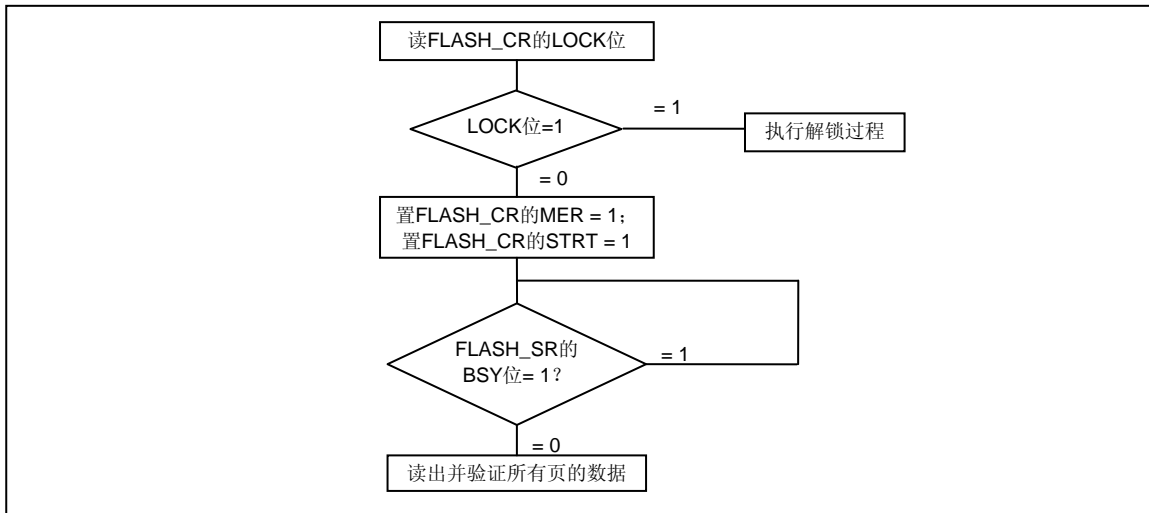 读FLASH_CR的LOCK位
LOCK位=1
= 1
执行解锁过程
= 0
置FLASH_CR的MER = 1;
置FLASH_CR的STRT = 1
FLASH_SR的
BSY位= 1?
= 1
= 0
读出并验证所有页的数据